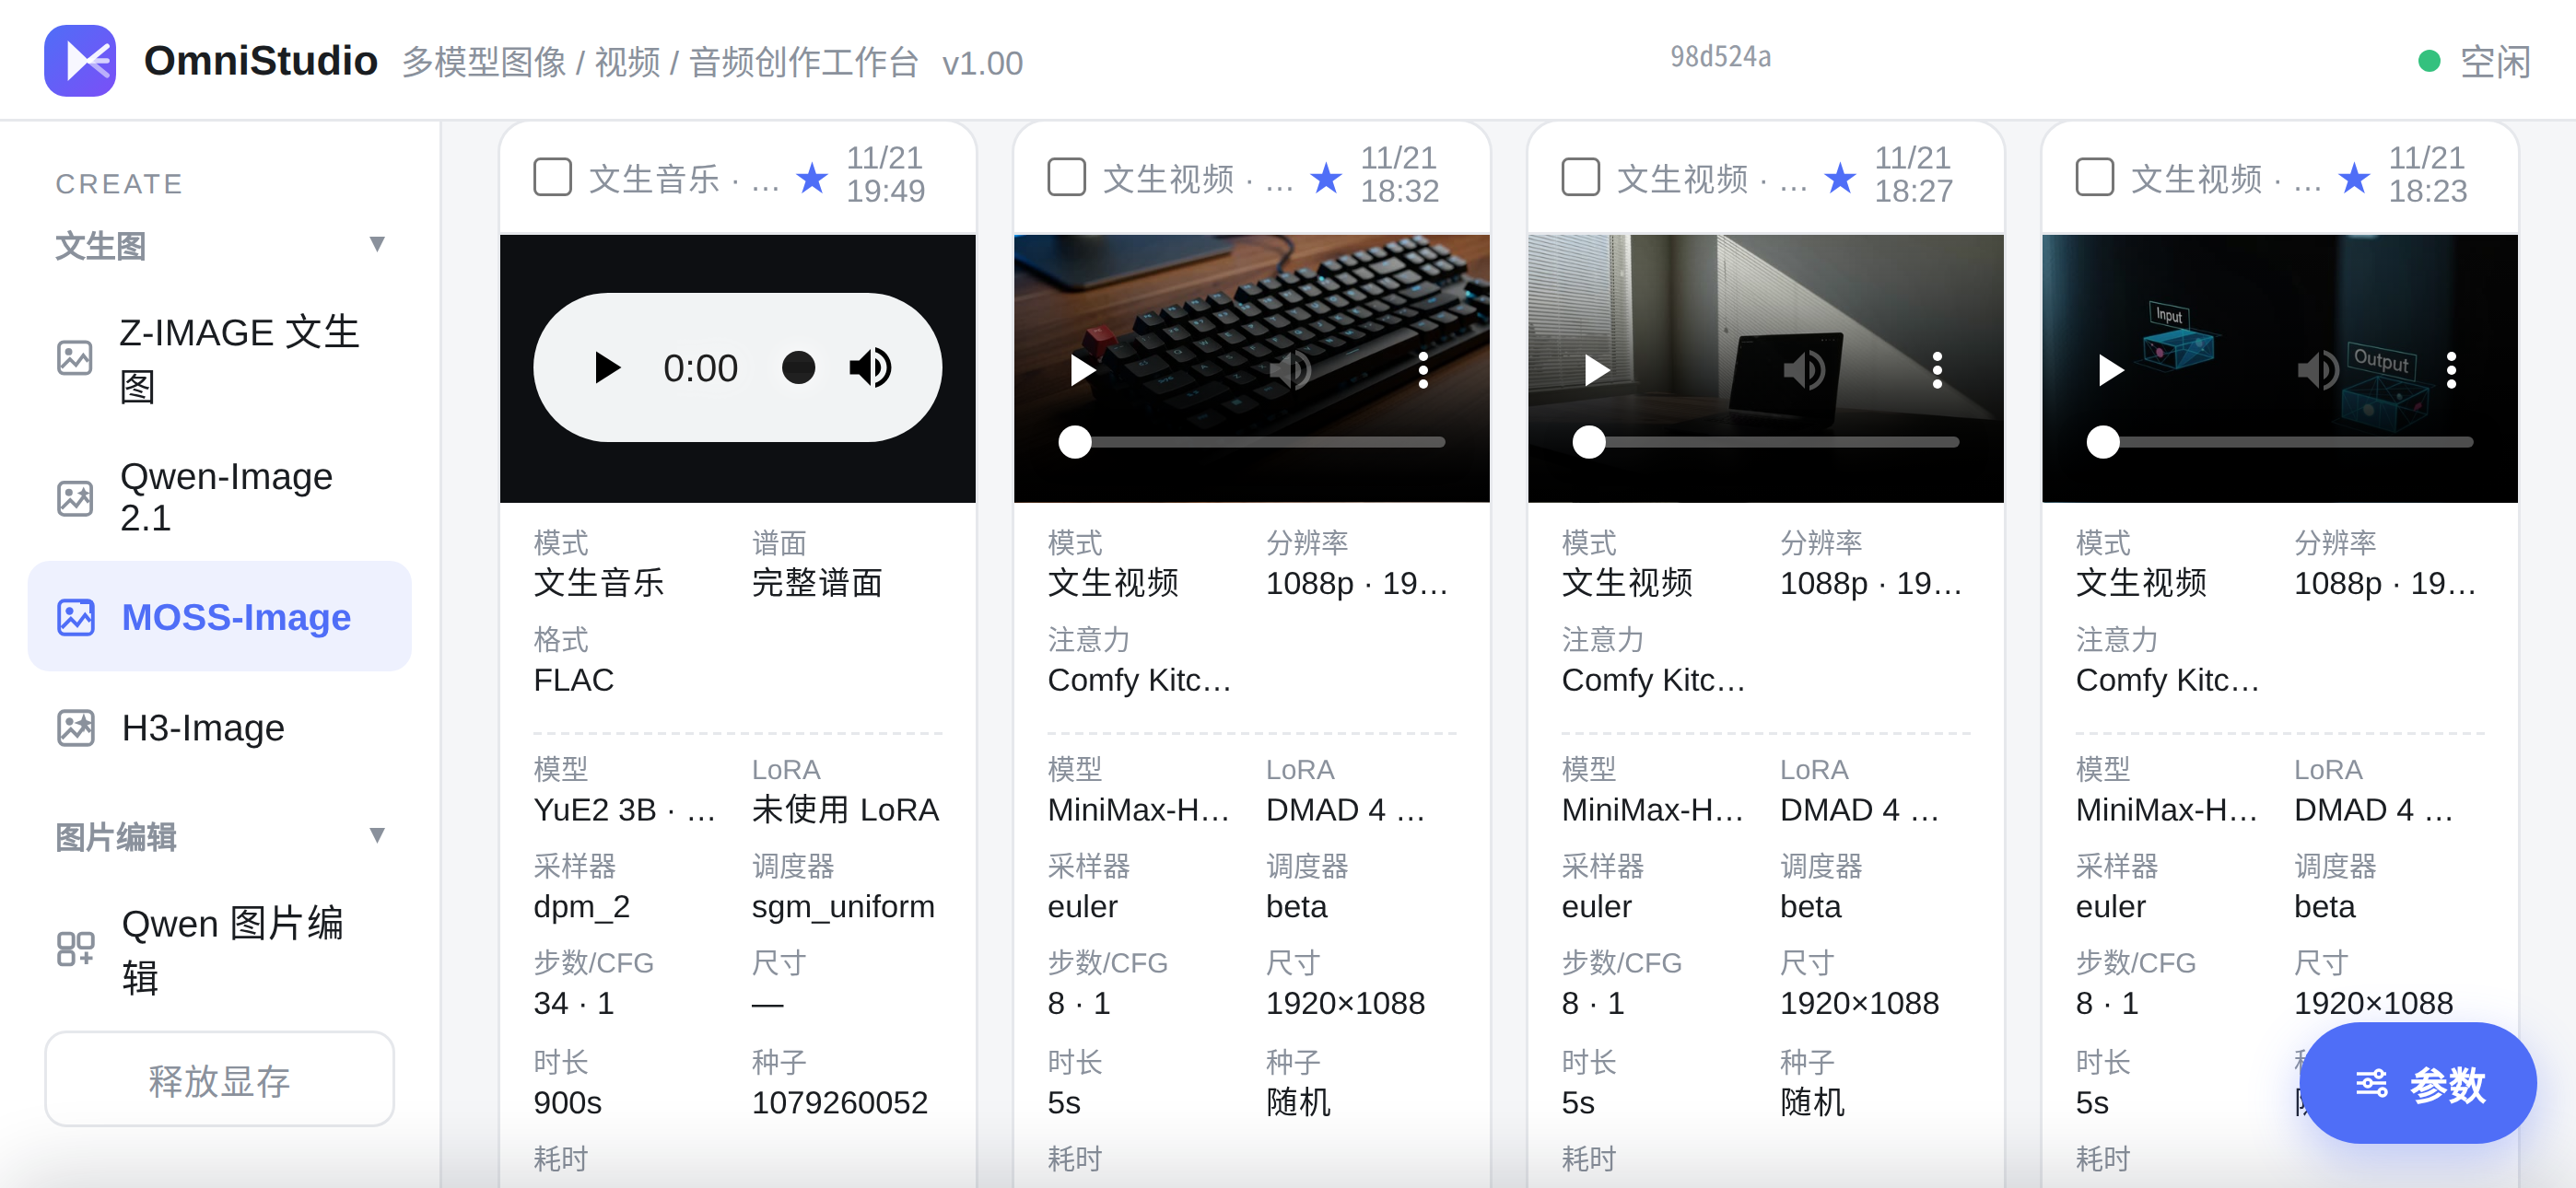 OmniStudio 多模型图像 / 视频 / 音频创作工作台 v1.00
98d524a
空闲
CREATE
文生图
Z-IMAGE 文生
图
Qwen-Image
2.1
MOSS-Image
H3-Image
图片编辑
Qwen 图片编
辑
释放显存
文生音乐 · ...
11/21
19:49
0:00
模式
文生音乐
谱面
完整谱面
格式
FLAC
模型
YuE2 3B · ...
LoRA
未使用 LoRA
采样器
dpm_2
调度器
sgm_uniform
步数/CFG
34 · 1
尺寸
—
时长
900s
种子
1079260052
耗时
文生视频 · ...
11/21
18:32
模式
文生视频
分辨率
1088p · 19...
注意力
Comfy Kitc...
模型
MiniMax-H...
LoRA
DMAD 4 ...
采样器
euler
调度器
beta
步数/CFG
8 · 1
尺寸
1920×1088
时长
5s
种子
随机
耗时
文生视频 · ...
11/21
18:27
模式
文生视频
分辨率
1088p · 19...
注意力
Comfy Kitc...
模型
MiniMax-H...
LoRA
DMAD 4 ...
采样器
euler
调度器
beta
步数/CFG
8 · 1
尺寸
1920×1088
时长
5s
种子
随机
耗时
文生视频 · ...
11/21
18:23
Input
Output
模式
文生视频
分辨率
1088p · 19...
注意力
Comfy Kitc...
模型
MiniMax-H...
LoRA
DMAD 4 ...
采样器
euler
调度器
beta
步数/CFG
8 · 1
尺寸
1920×1088
时长
5s
耗时
参数